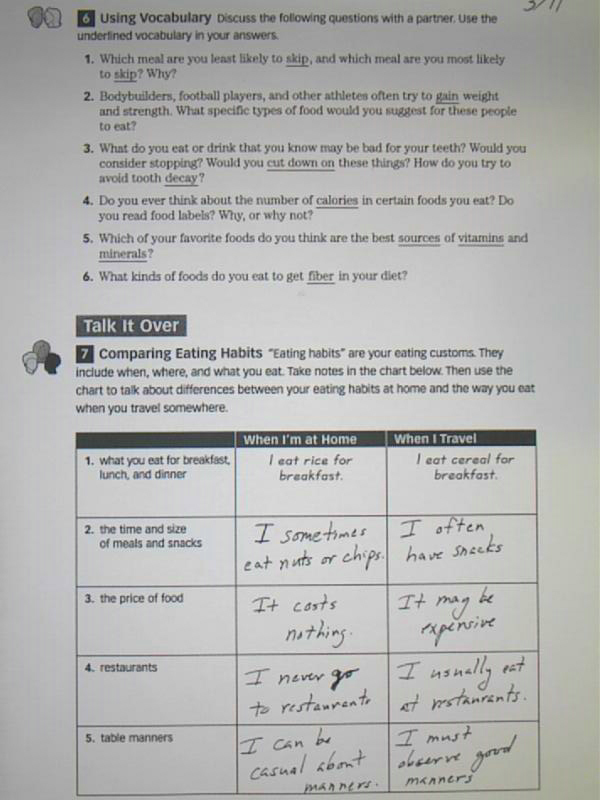 6 Using Vocabulary Discuss the following questions with a partner. Use the
underlined vocabulary in your answers.
1. Which meal are you least likely to skip, and which meal are you most likely
to skip? Why?
2. Bodybuilders, football players, and other athletes often try to gain weight
and strength. What specific types of food would you suggest for these people
to eat?
3. What do you eat or drink that you know may be bad for your teeth? Would you
consider stopping? Would you cut down on these things? How do you try to
avoid tooth decay?
4. Do you ever think about the number of calories in certain foods you eat? Do
you read food labels? Why, or why not?
5. Which of your favorite foods do you think are the best sources of vitamins and
minerals?
6. What kinds of foods do you eat to get fiber in your diet?
Talk It Over
7 Comparing Eating Habits "Eating habits" are your eating customs. They
include when, where, and what you eat. Take notes in the chart below. Then use the
chart to talk about differences between your eating habits at home and the way you eat
when you travel somewhere.
When I'm at Home When I Travel
1. what you eat for breakfast,
lunch, and dinner
I eat rice for
breakfast.
I eat cereal for
breakfast.
2. the time and size
of meals and snacks
I sometimes
eat nuts or chips.
I often
have snacks
3. the price of food
It costs
nothing.
It may be
expensive
4. restaurants
I never go
to restaurants
I usually eat
at restaurants.
5. table manners
I can be
casual about
manners.
I must
observe good
manners